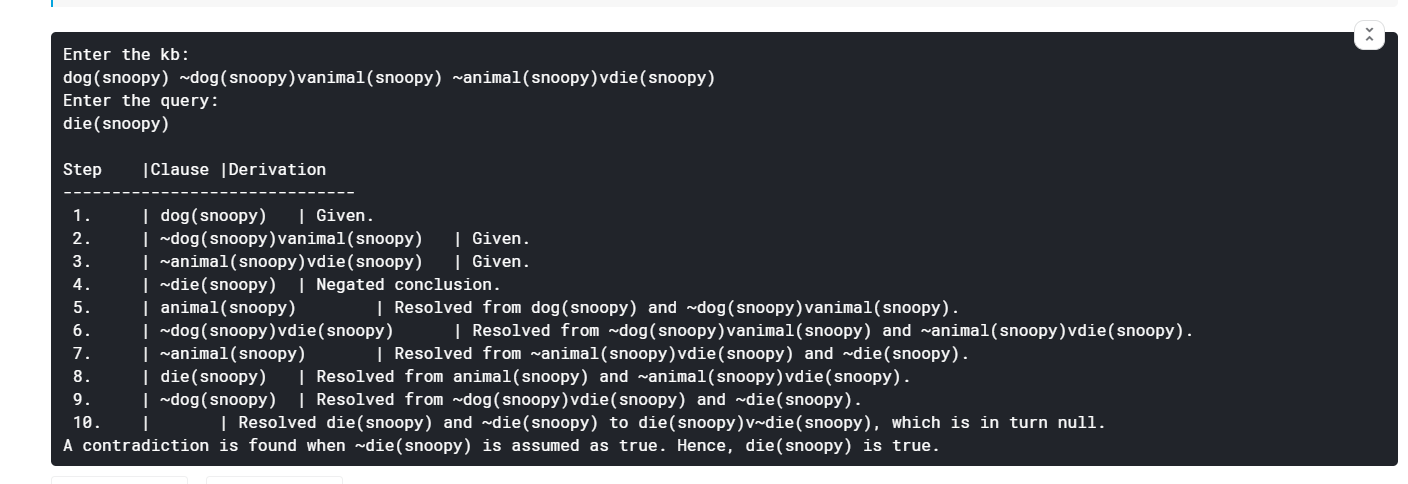 Enter the kb:
dog(snoopy) ~dog(snoopy)vanimal(snoopy) ~animal(snoopy)vdie(snoopy)
Enter the query:
die(snoopy)
Step    |Clause |Derivation
------------------------------
 1.     | dog(snoopy)   | Given.
 2.     | ~dog(snoopy)vanimal(snoopy)   | Given.
 3.     | ~animal(snoopy)vdie(snoopy)   | Given.
 4.     | ~die(snoopy)  | Negated conclusion.
 5.     | animal(snoopy)        | Resolved from dog(snoopy) and ~dog(snoopy)vanimal(snoopy).
 6.     | ~dog(snoopy)vdie(snoopy)      | Resolved from ~dog(snoopy)vanimal(snoopy) and ~animal(snoopy)vdie(snoopy).
 7.     | ~animal(snoopy)       | Resolved from ~animal(snoopy)vdie(snoopy) and ~die(snoopy).
 8.     | die(snoopy)   | Resolved from animal(snoopy) and ~animal(snoopy)vdie(snoopy).
 9.     | ~dog(snoopy)  | Resolved from ~dog(snoopy)vdie(snoopy) and ~die(snoopy).
 10.    |       | Resolved die(snoopy) and ~die(snoopy) to die(snoopy)v~die(snoopy), which is in turn null.
A contradiction is found when ~die(snoopy) is assumed as true. Hence, die(snoopy) is true.